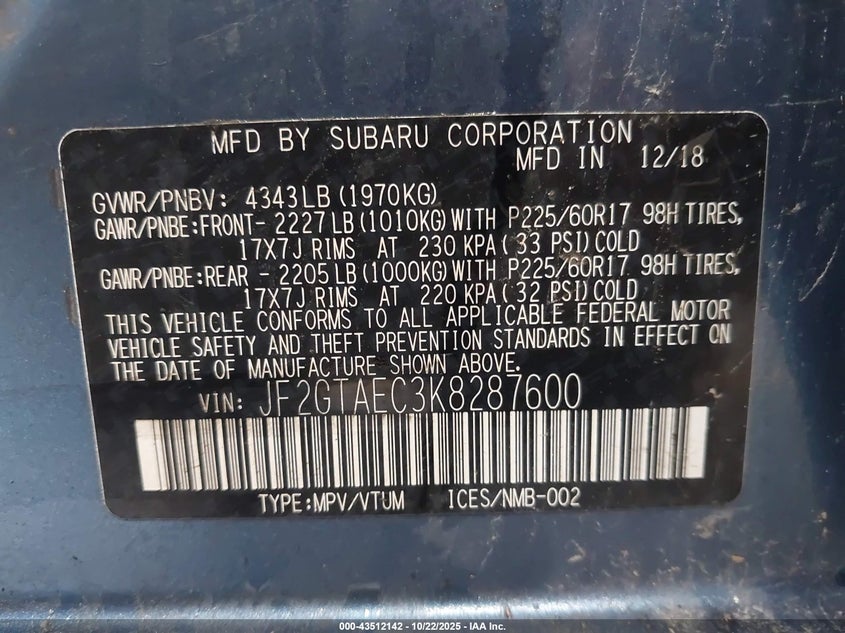 MFD BY SUBARU CORPORATION
MFD IN 12/18
GVWR/PNBV: 4343LB(1970KG)
GAWR/PNBE:FRONT- 2227LB(1010KG)WITH P225/60R17 98H TIRES,
17X7J RIMS AT 230 KPA( 33 PSI)COLD
GAWR/PNBE:REAR - 2205LB(1000KG)WITH P225/60R17 98H TIRES,
17X7J RIMS AT 220 KPA( 32 PSI)COLD
THIS VEHICLE CONFORMS TO ALL APPLICABLE FEDERAL MOTOR
VEHICLE SAFETY AND THEFT PREVENTION STANDARDS IN EFFECT ON
THE DATE OF MANUFACTURE SHOWN ABOVE.
VIN: JF2GTAEC3K8287600
TYPE:MPV/VTUM ICES/NMB-002
000-43512142 - 10/22/2025 - IAA Inc.